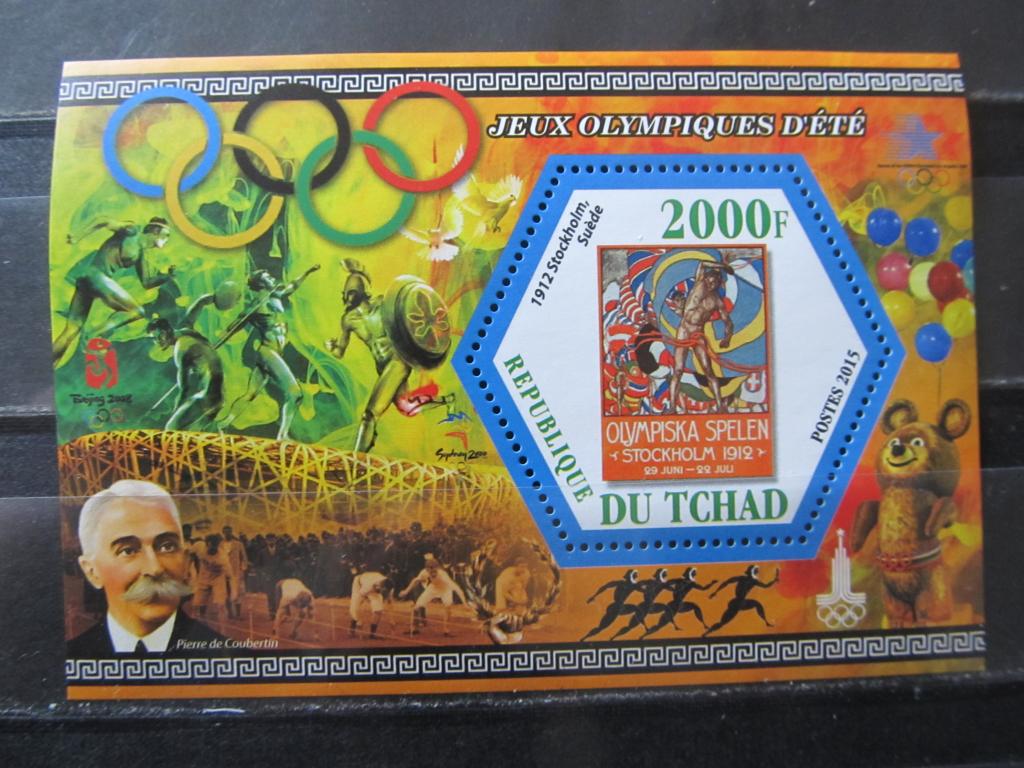 JEUX OLYMPIQUES D'ÉTÉ
1912 Stockholm,
Suède
2000F
REPUBLIQUE
DU TCHAD
POSTES 2015
OLYMPISKA SPELEN
STOCKHOLM 1912
29 JUNI — 22 JULI
Beijing 2008
Sydney 2000
Pierre de Coubertin